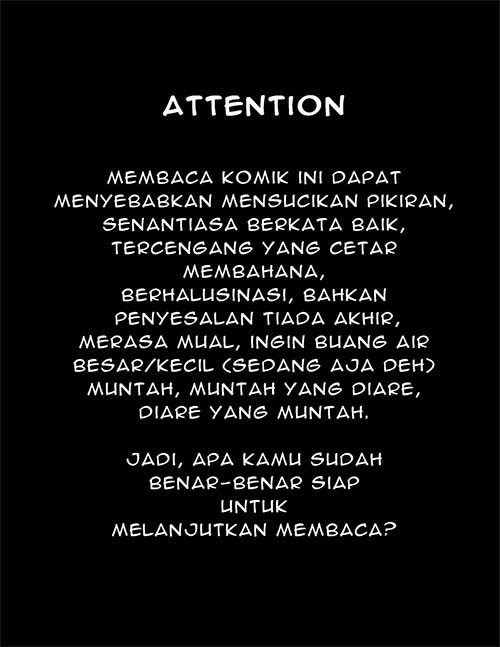 ATTENTION
MEMBACA KOMIK INI DAPAT
MENYEBABKAN MENSUCIKAN PIKIRAN,
SENANTIASA BERKATA BAIK,
TERCENGANG YANG CETAR
MEMBAHANA,
BERHALUSINASI, BAHKAN
PENYESALAN TIADA AKHIR,
MERASA MUAL, INGIN BUANG AIR
BESAR/KECIL (SEDANG AJA DEH)
MUNTAH, MUNTAH YANG DIARE,
DIARE YANG MUNTAH.
JADI, APA KAMU SUDAH
BENAR-BENAR SIAP
UNTUK
MELANJUTKAN MEMBACA?